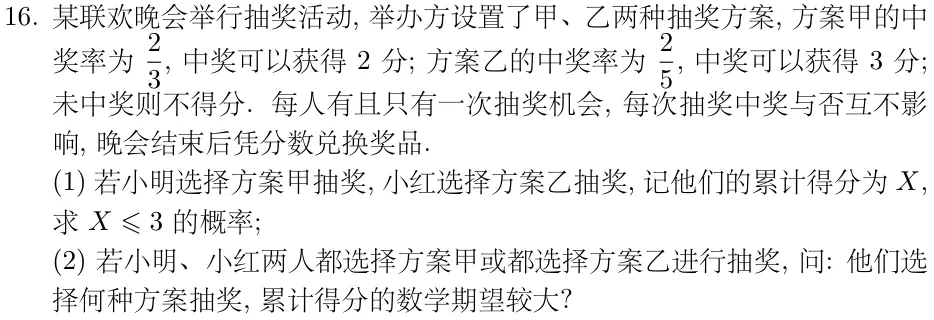 16. 某联欢晚会举行抽奖活动, 举办方设置了甲、乙两种抽奖方案, 方案甲的中
奖率为 2/3, 中奖可以获得 2 分; 方案乙的中奖率为 2/5, 中奖可以获得 3 分;
未中奖则不得分. 每人有且只有一次抽奖机会, 每次抽奖中奖与否互不影
响, 晚会结束后凭分数兑换奖品.
(1) 若小明选择方案甲抽奖, 小红选择方案乙抽奖, 记他们的累计得分为 X,
求 X ⩽ 3 的概率;
(2) 若小明、小红两人都选择方案甲或都选择方案乙进行抽奖, 问: 他们选
择何种方案抽奖, 累计得分的数学期望较大?